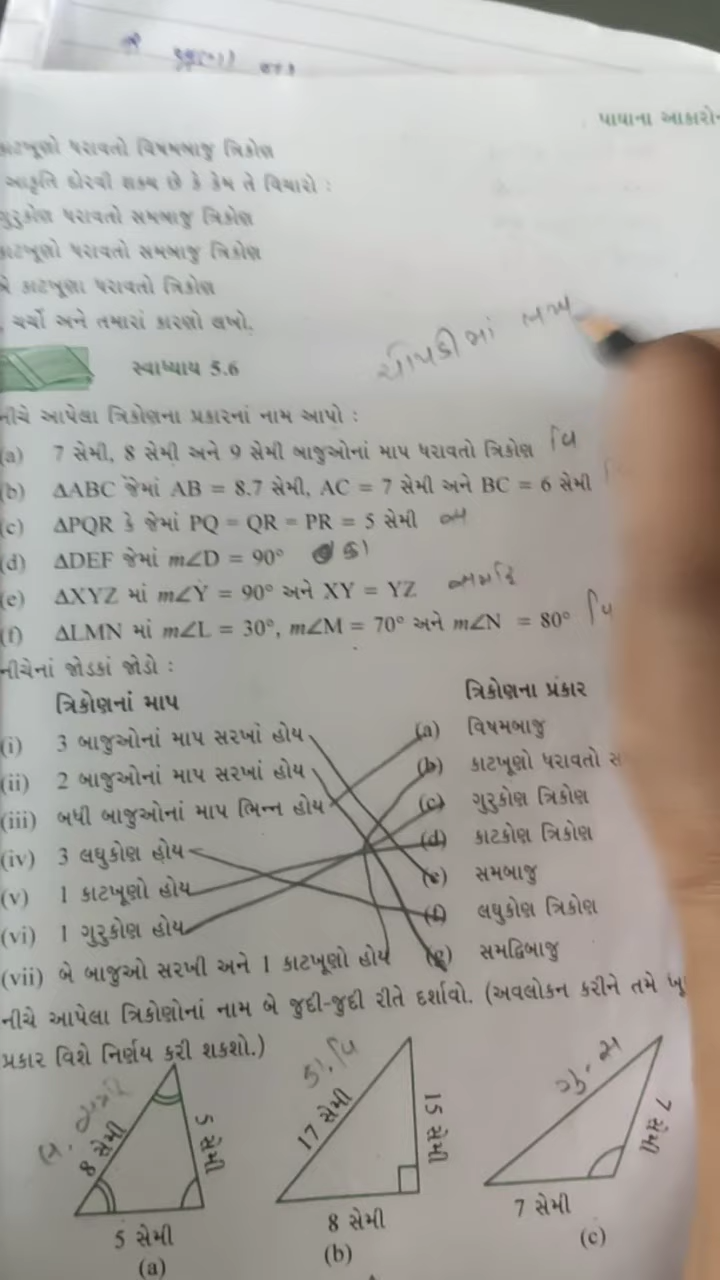 પાયાના આકારોન
કાટખૂણો ધરાવતો વિષમબાજુ ત્રિકોણ
આકૃતિ દોરવી શક્ય છે કે કેમ તે વિચારો :
ગુરુકોણ ધરાવતો સમબાજુ ત્રિકોણ
કાટખૂણો ધરાવતો સમબાજુ ત્રિકોણ
બે કાટખૂણા ધરાવતો ત્રિકોણ
. ચર્ચો અને તમારાં કારણો લખો.
ચોપડીમાં
સ્વાધ્યાય 5.6
નીચે આપેલા ત્રિકોણના પ્રકારનાં નામ આપો :
(a) 7 સેમી, 8 સેમી અને 9 સેમી બાજુઓનાં માપ ધરાવતો ત્રિકોણ વિ
(b) ΔABC જેમાં AB = 8.7 સેમી, AC = 7 સેમી અને BC = 6 સેમી
(c) ΔPQR કે જેમાં PQ = QR = PR = 5 સેમી સ
(d) ΔDEF જેમાં m∠D = 90° કા
(e) ΔXYZ માં m∠Y = 90° અને XY = YZ સમદ્વિ
(f) ΔLMN માં m∠L = 30°, m∠M = 70° અને m∠N = 80° વિ
નીચેનાં જોડકાં જોડો :
ત્રિકોણનાં માપ ત્રિકોણના પ્રકાર
(i) 3 બાજુઓનાં માપ સરખાં હોય (a) વિષમબાજુ
(ii) 2 બાજુઓનાં માપ સરખાં હોય (b) કાટખૂણો ધરાવતો સ
(iii) બધી બાજુઓનાં માપ ભિન્ન હોય (c) ગુરુકોણ ત્રિકોણ
(iv) 3 લઘુકોણ હોય (d) કાટકોણ ત્રિકોણ
(v) 1 કાટખૂણો હોય (e) સમબાજુ
(vi) 1 ગુરુકોણ હોય (f) લઘુકોણ ત્રિકોણ
(vii) બે બાજુઓ સરખી અને 1 કાટખૂણો હોય (g) સમદ્વિબાજુ
નીચે આપેલા ત્રિકોણોનાં નામ બે જુદી-જુદી રીતે દર્શાવો. (અવલોકન કરીને તમે ખૂ
પ્રકાર વિશે નિર્ણય કરી શકશો.)
કા. વિ
ગુ. સ
8 સેમી 5 સેમી 17 સેમી 15 સેમી 7 સેમી
5 સેમી 8 સેમી 7 સેમી
(a) (b) (c)